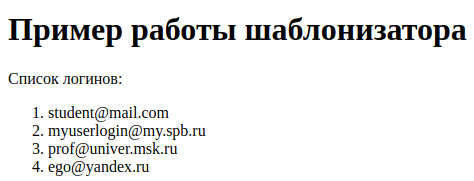 Пример работы шаблонизатора
Список логинов:
1. student@mail.com
2. myuserlogin@my.spb.ru
3. prof@univer.msk.ru
4. ego@yandex.ru